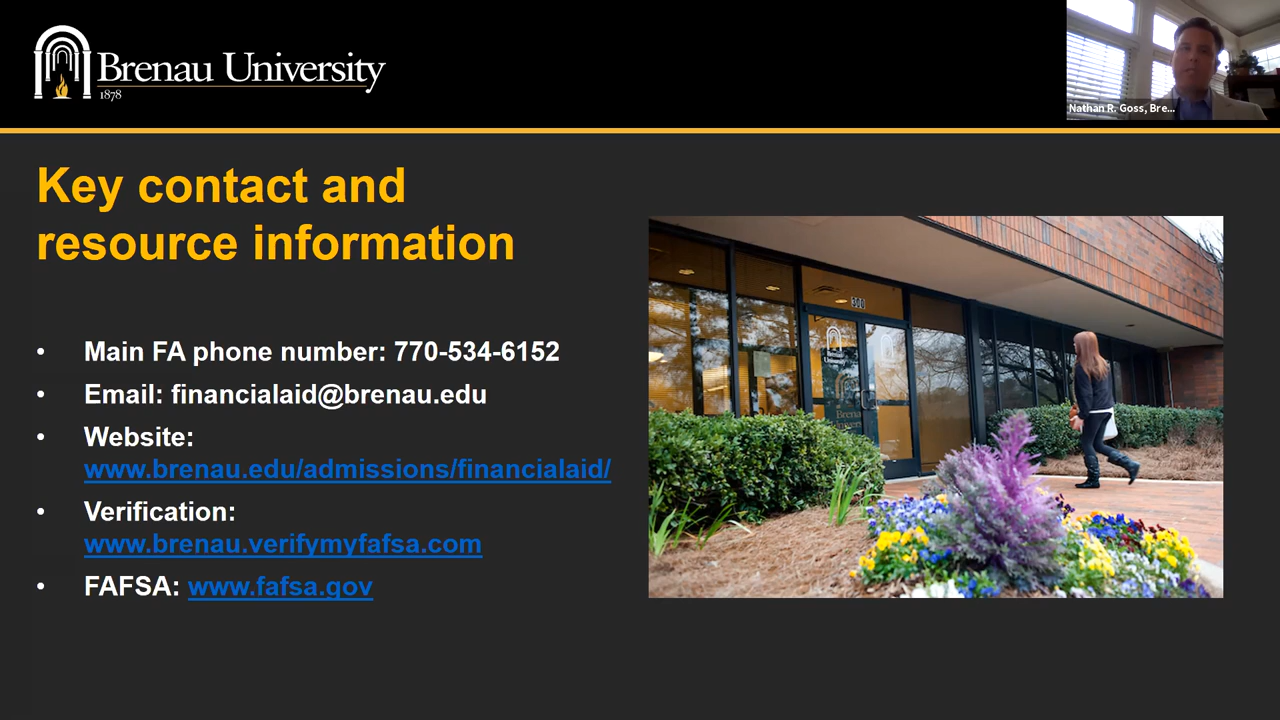 Brenau University
1878
Nathan R. Goss, Bre...
Key contact and
resource information
• Main FA phone number: 770-534-6152
• Email: financialaid@brenau.edu
• Website:
www.brenau.edu/admissions/financialaid/
• Verification:
www.brenau.verifymyfafsa.com
• FAFSA: www.fafsa.gov
300